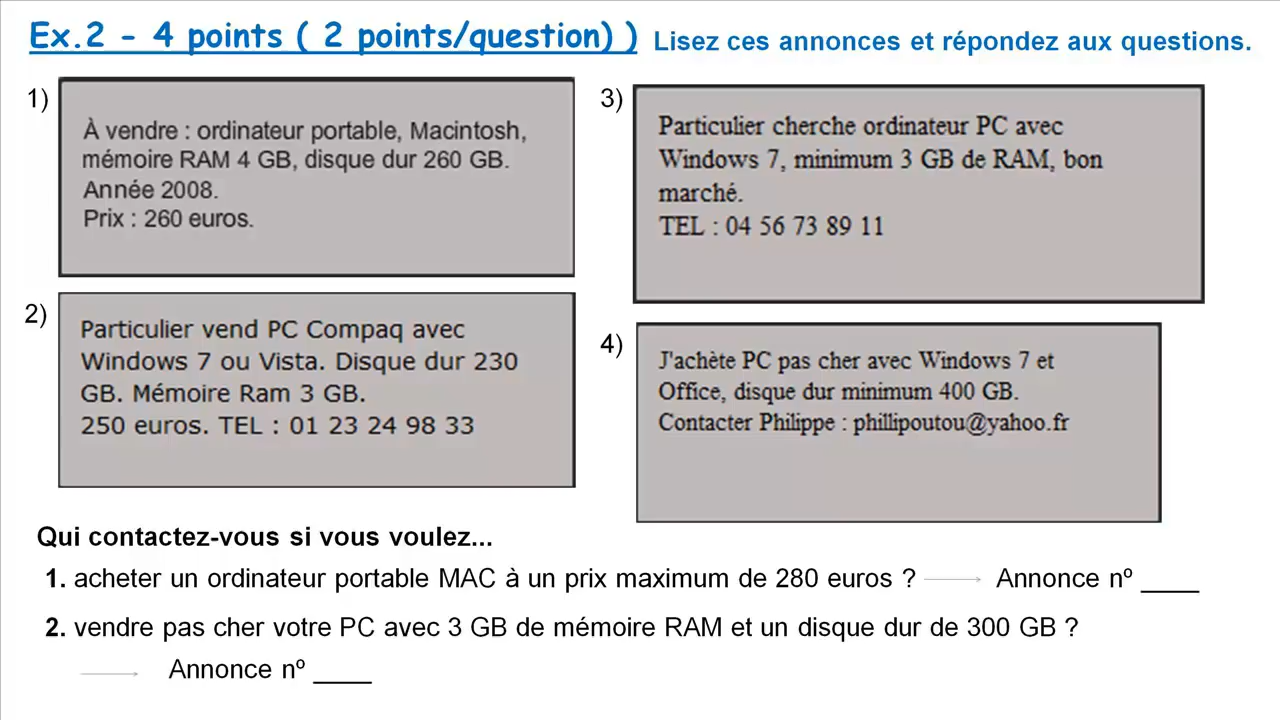 Ex.2 - 4 points ( 2 points/question) ) Lisez ces annonces et répondez aux questions.
1)
À vendre : ordinateur portable, Macintosh,
mémoire RAM 4 GB, disque dur 260 GB.
Année 2008.
Prix : 260 euros.
2)
Particulier vend PC Compaq avec
Windows 7 ou Vista. Disque dur 230
GB. Mémoire Ram 3 GB.
250 euros. TEL : 01 23 24 98 33
3)
Particulier cherche ordinateur PC avec
Windows 7, minimum 3 GB de RAM, bon
marché.
TEL : 04 56 73 89 11
4)
J'achète PC pas cher avec Windows 7 et
Office, disque dur minimum 400 GB.
Contacter Philippe : phillipoutou@yahoo.fr
Qui contactez-vous si vous voulez...
1. acheter un ordinateur portable MAC à un prix maximum de 280 euros ? Annonce nº ____
2. vendre pas cher votre PC avec 3 GB de mémoire RAM et un disque dur de 300 GB ?
Annonce nº ____